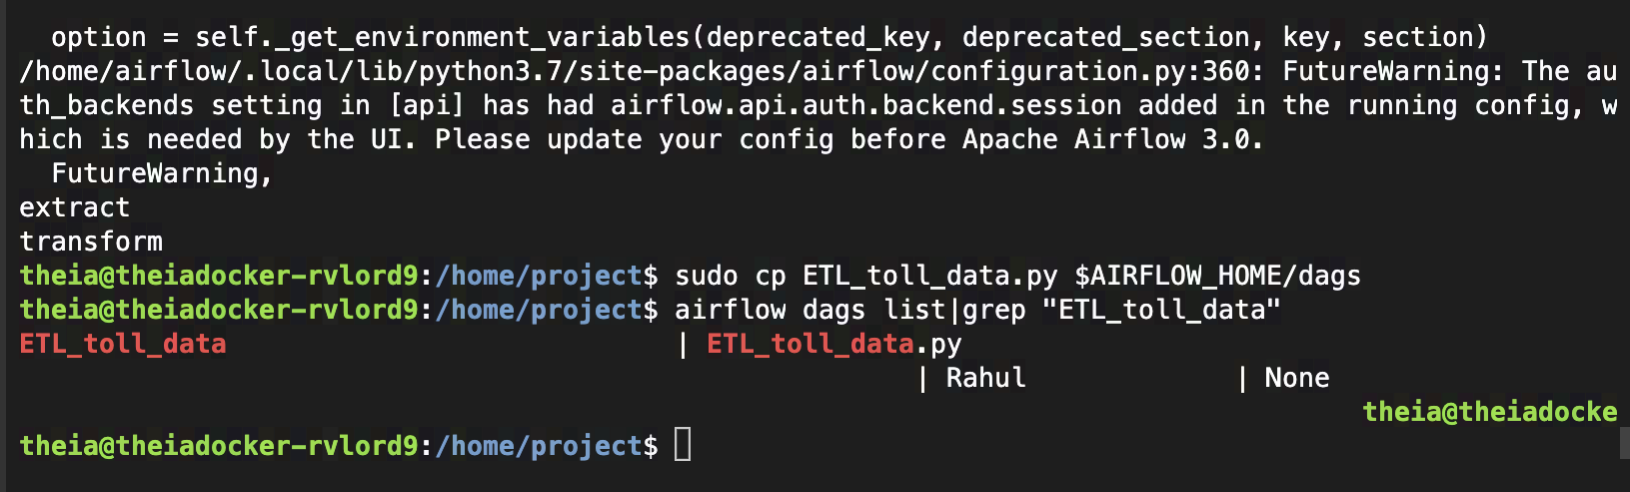 option = self._get_environment_variables(deprecated_key, deprecated_section, key, section)
/home/airflow/.local/lib/python3.7/site-packages/airflow/configuration.py:360: FutureWarning: The au
th_backends setting in [api] has had airflow.api.auth.backend.session added in the running config, w
hich is needed by the UI. Please update your config before Apache Airflow 3.0.
FutureWarning,
extract
transform
theia@theiadocker-rvlord9:/home/project$ sudo cp ETL_toll_data.py $AIRFLOW_HOME/dags
theia@theiadocker-rvlord9:/home/project$ airflow dags list|grep "ETL_toll_data"
ETL_toll_data | ETL_toll_data.py
| Rahul | None
theia@theiadocke
theia@theiadocker-rvlord9:/home/project$